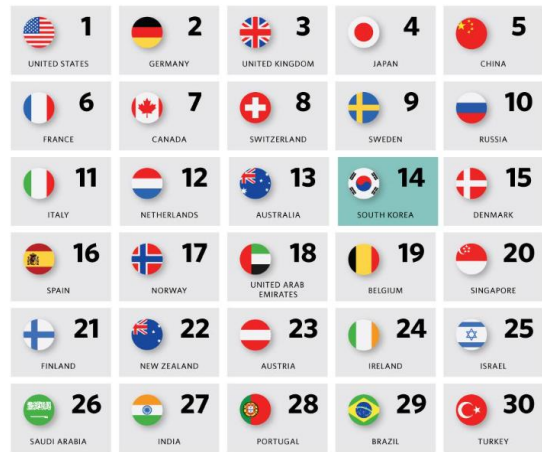 1
UNITED STATES
2
GERMANY
3
UNITED KINGDOM
4
JAPAN
5
CHINA
6
FRANCE
7
CANADA
8
SWITZERLAND
9
SWEDEN
10
RUSSIA
11
ITALY
12
NETHERLANDS
13
AUSTRALIA
14
SOUTH KOREA
15
DENMARK
16
SPAIN
17
NORWAY
18
UNITED ARAB
EMIRATES
19
BELGIUM
20
SINGAPORE
21
FINLAND
22
NEW ZEALAND
23
AUSTRIA
24
IRELAND
25
ISRAEL
26
SAUDI ARABIA
27
INDIA
28
PORTUGAL
29
BRAZIL
30
TURKEY